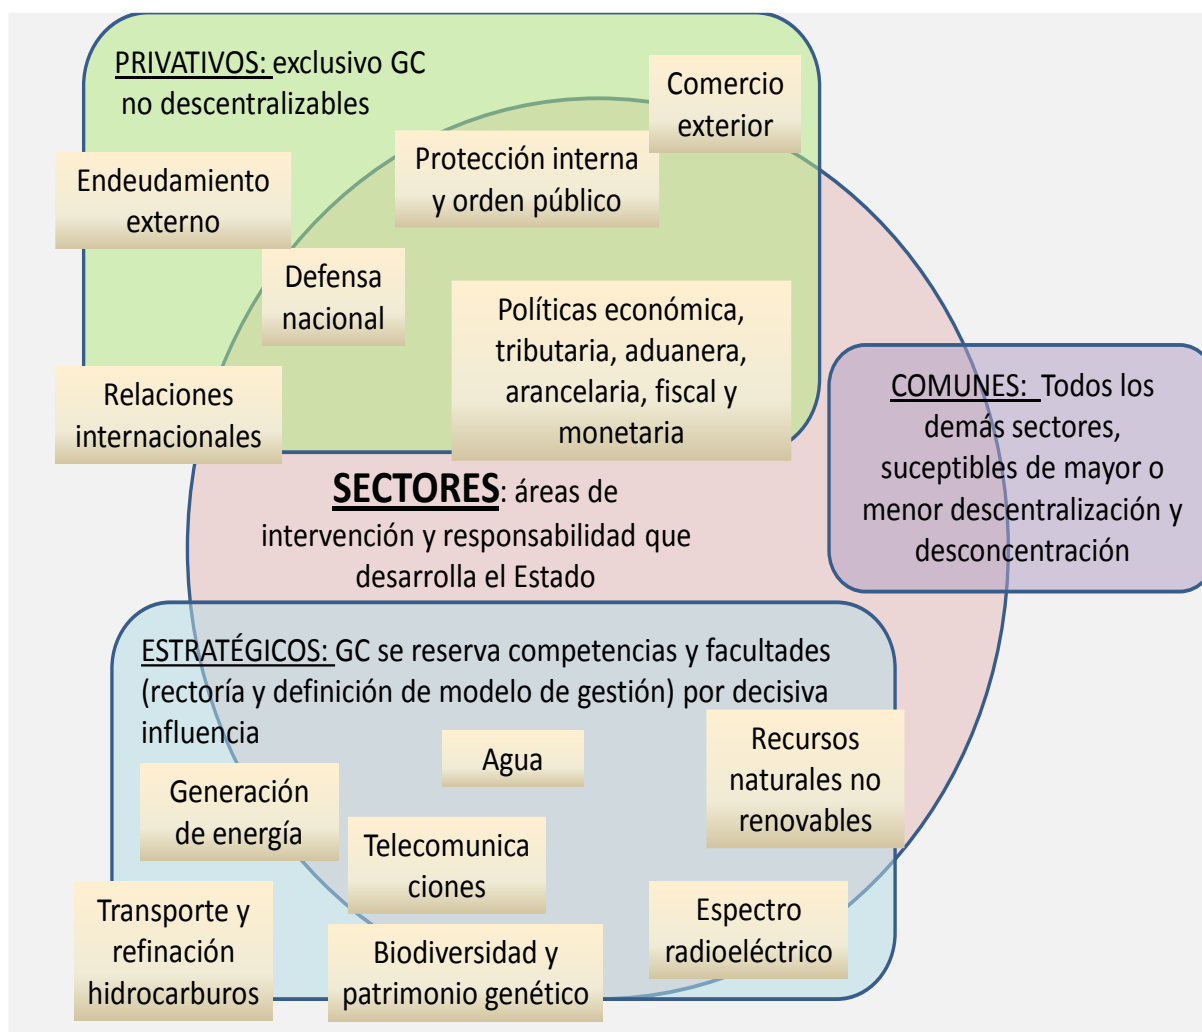 PRIVATIVOS: exclusivo GC
no descentralizables
Comercio
exterior
Protección interna
y orden público
Endeudamiento
externo
Defensa
nacional
Políticas económica,
tributaria, aduanera,
arancelaria, fiscal y
monetaria
Relaciones
internacionales
COMUNES: Todos los
demás sectores,
suceptibles de mayor o
menor descentralización y
desconcentración
SECTORES: áreas de
intervención y responsabilidad que
desarrolla el Estado
ESTRATÉGICOS: GC se reserva competencias y facultades
(rectoría y definición de modelo de gestión) por decisiva
influencia
Agua
Recursos
naturales no
renovables
Generación
de energía
Telecomunica
ciones
Transporte y
refinación
hidrocarburos
Biodiversidad y
patrimonio genético
Espectro
radioeléctrico